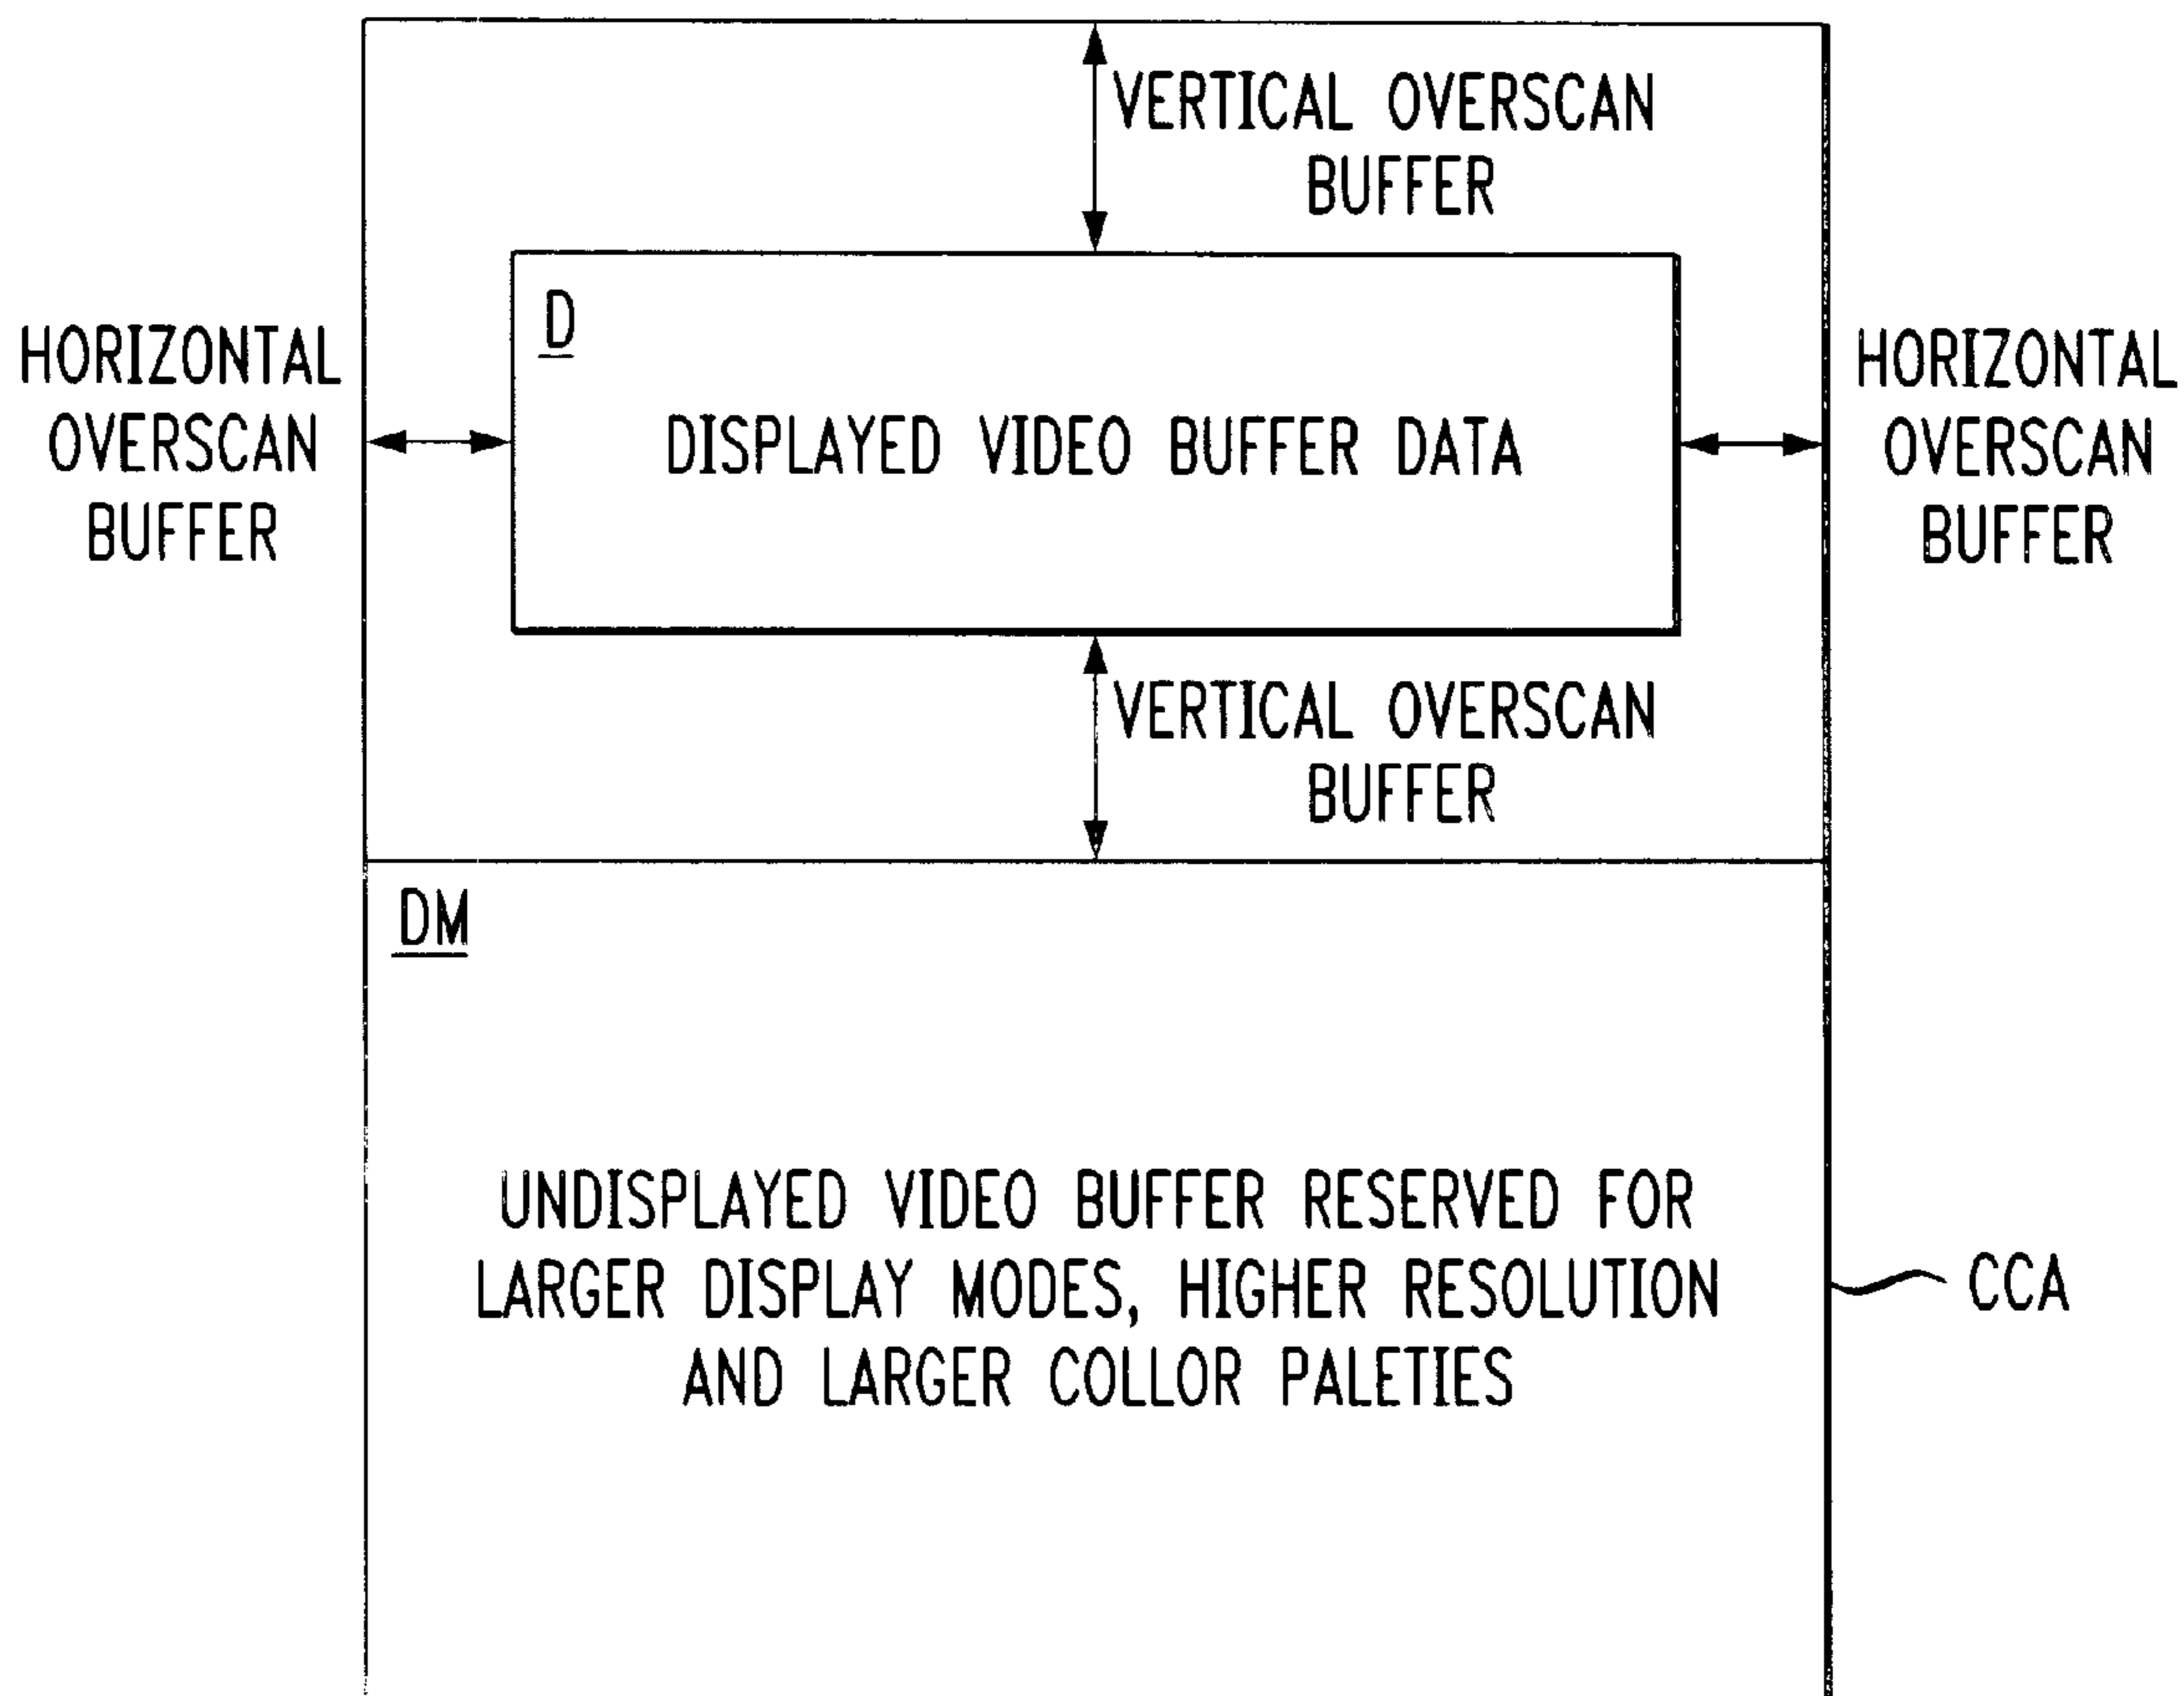 VERTICAL OVERSCAN
BUFFER
D
HORIZONTAL
OVERSCAN
BUFFER
DISPLAYED VIDEO BUFFER DATA
HORIZONTAL
OVERSCAN
BUFFER
VERTICAL OVERSCAN
BUFFER
DM
UNDISPLAYED VIDEO BUFFER RESERVED FOR
LARGER DISPLAY MODES, HIGHER RESOLUTION
AND LARGER COLLOR PALETIES
CCA